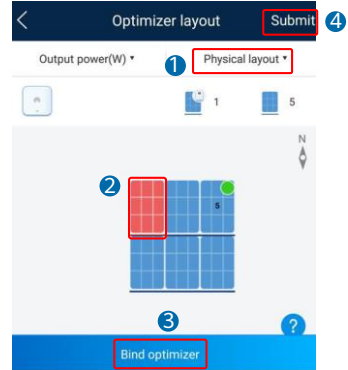 Optimizer layout Submit 4
Output power(W) 1 Physical layout
1 5
N
2
5
3
?
Bind optimizer